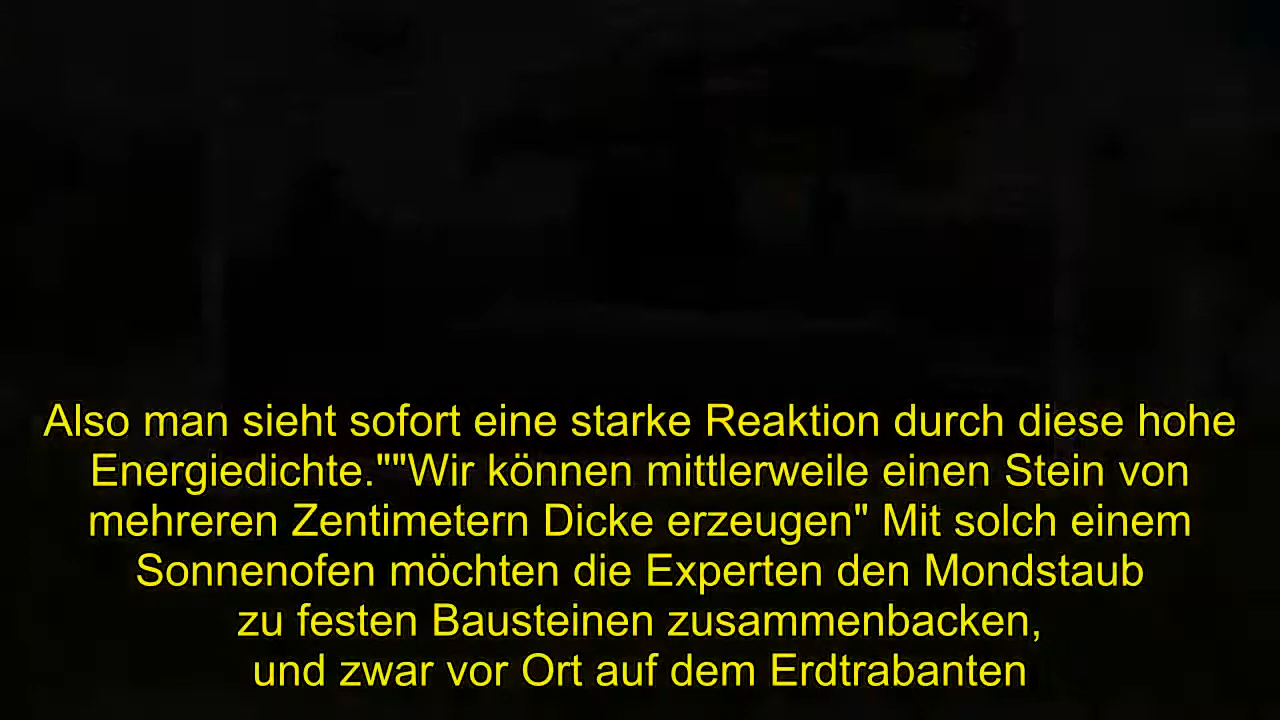 Also man sieht sofort eine starke Reaktion durch diese hohe
Energiedichte.""Wir können mittlerweile einen Stein von
mehreren Zentimetern Dicke erzeugen" Mit solch einem
Sonnenofen möchten die Experten den Mondstaub
zu festen Bausteinen zusammenbacken,
und zwar vor Ort auf dem Erdtrabanten